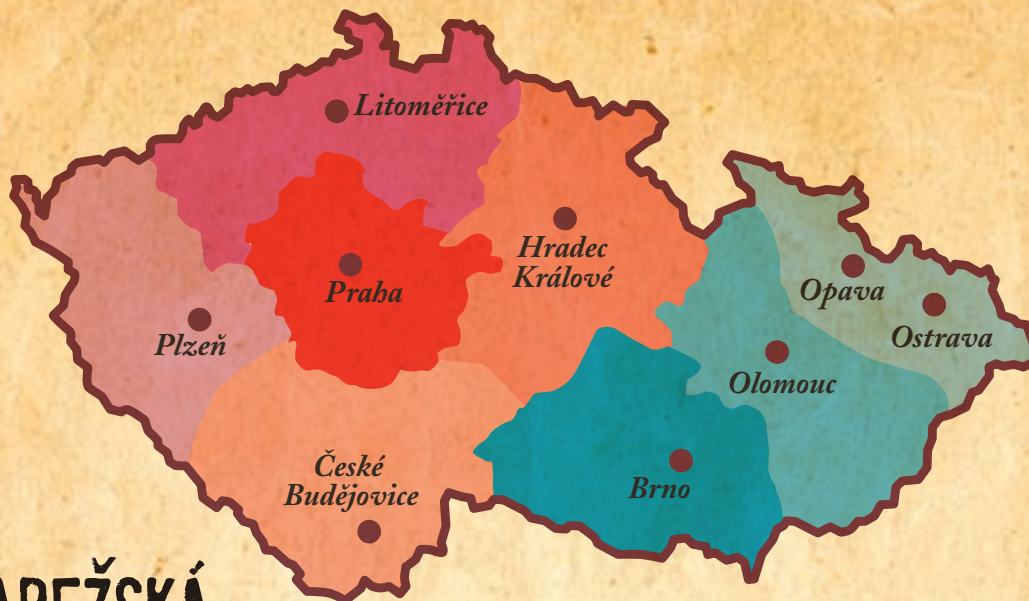 Litoměřice
Hradec
Králové
Praha
Opava
Ostrava
Plzeň
Olomouc
České
Budějovice
Brno